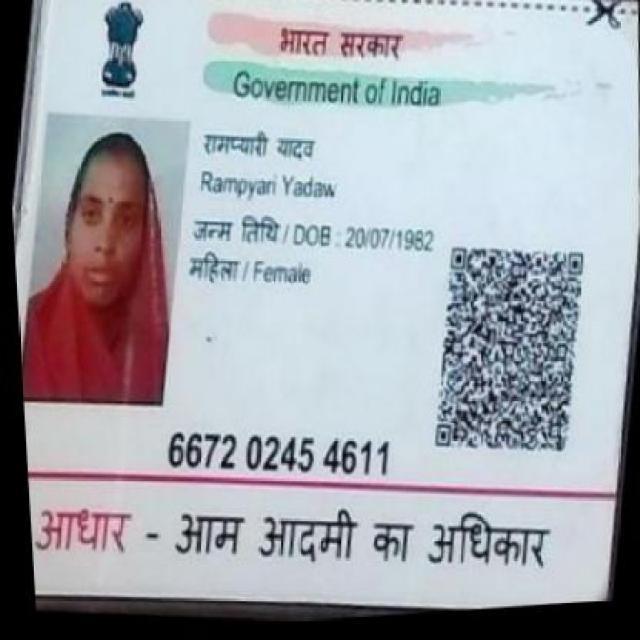 भारत सरकार
Government of India
रामप्यारी यादव
Rampyari Yadaw
जन्म तिथि / DOB : 20/07/1982
महिला / Female
6672 0245 4611
आधार - आम आदमी का अधिकार